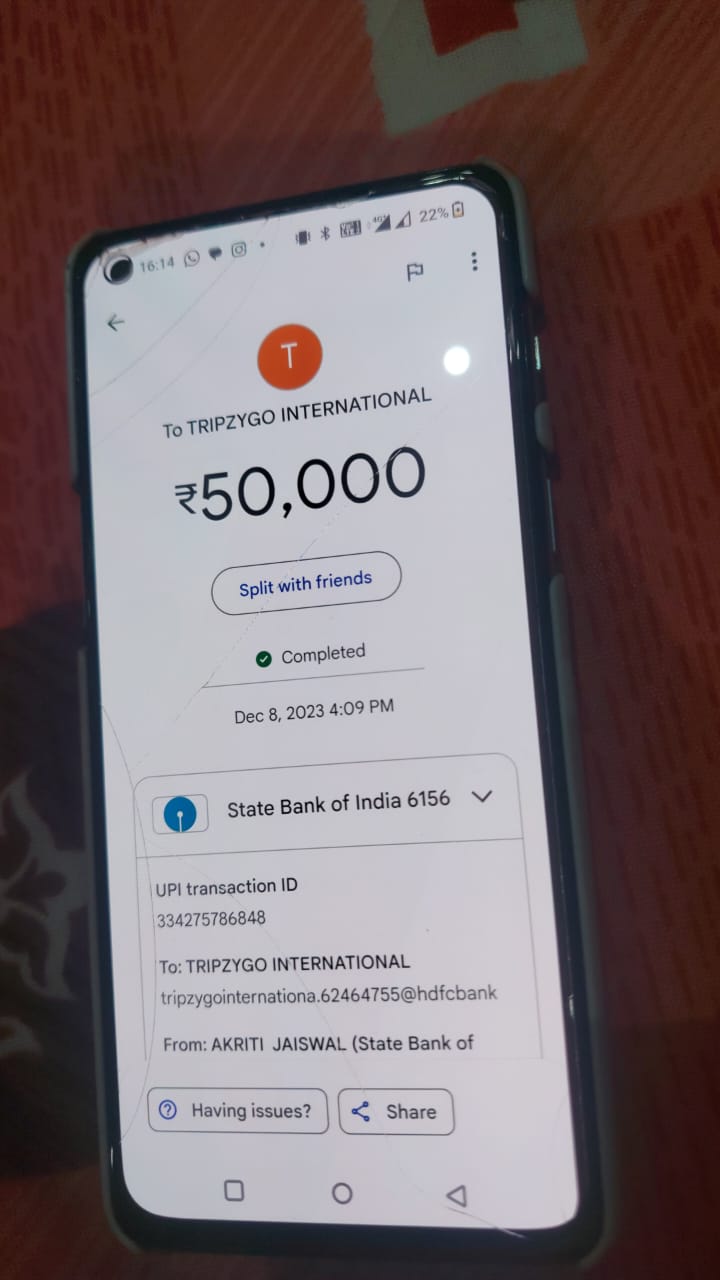 16:14
4G
22%
T
To TRIPZYGO INTERNATIONAL
₹50,000
Split with friends
Completed
Dec 8, 2023 4:09 PM
State Bank of India 6156
UPI transaction ID
334275786848
To: TRIPZYGO INTERNATIONAL
tripzygointernationa.62464755@hdfcbank
From: AKRITI JAISWAL (State Bank of
Having issues?
Share